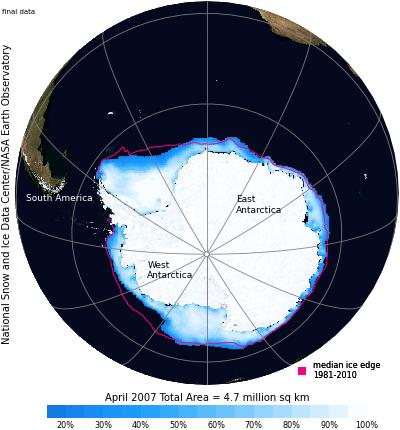 final data
National Snow and Ice Data Center/NASA Earth Observatory
South America
East
Antarctica
West
Antarctica
median ice edge
1981-2010
April 2007 Total Area = 4.7 million sq km
20% 30% 40% 50% 60% 70% 80% 90% 100%